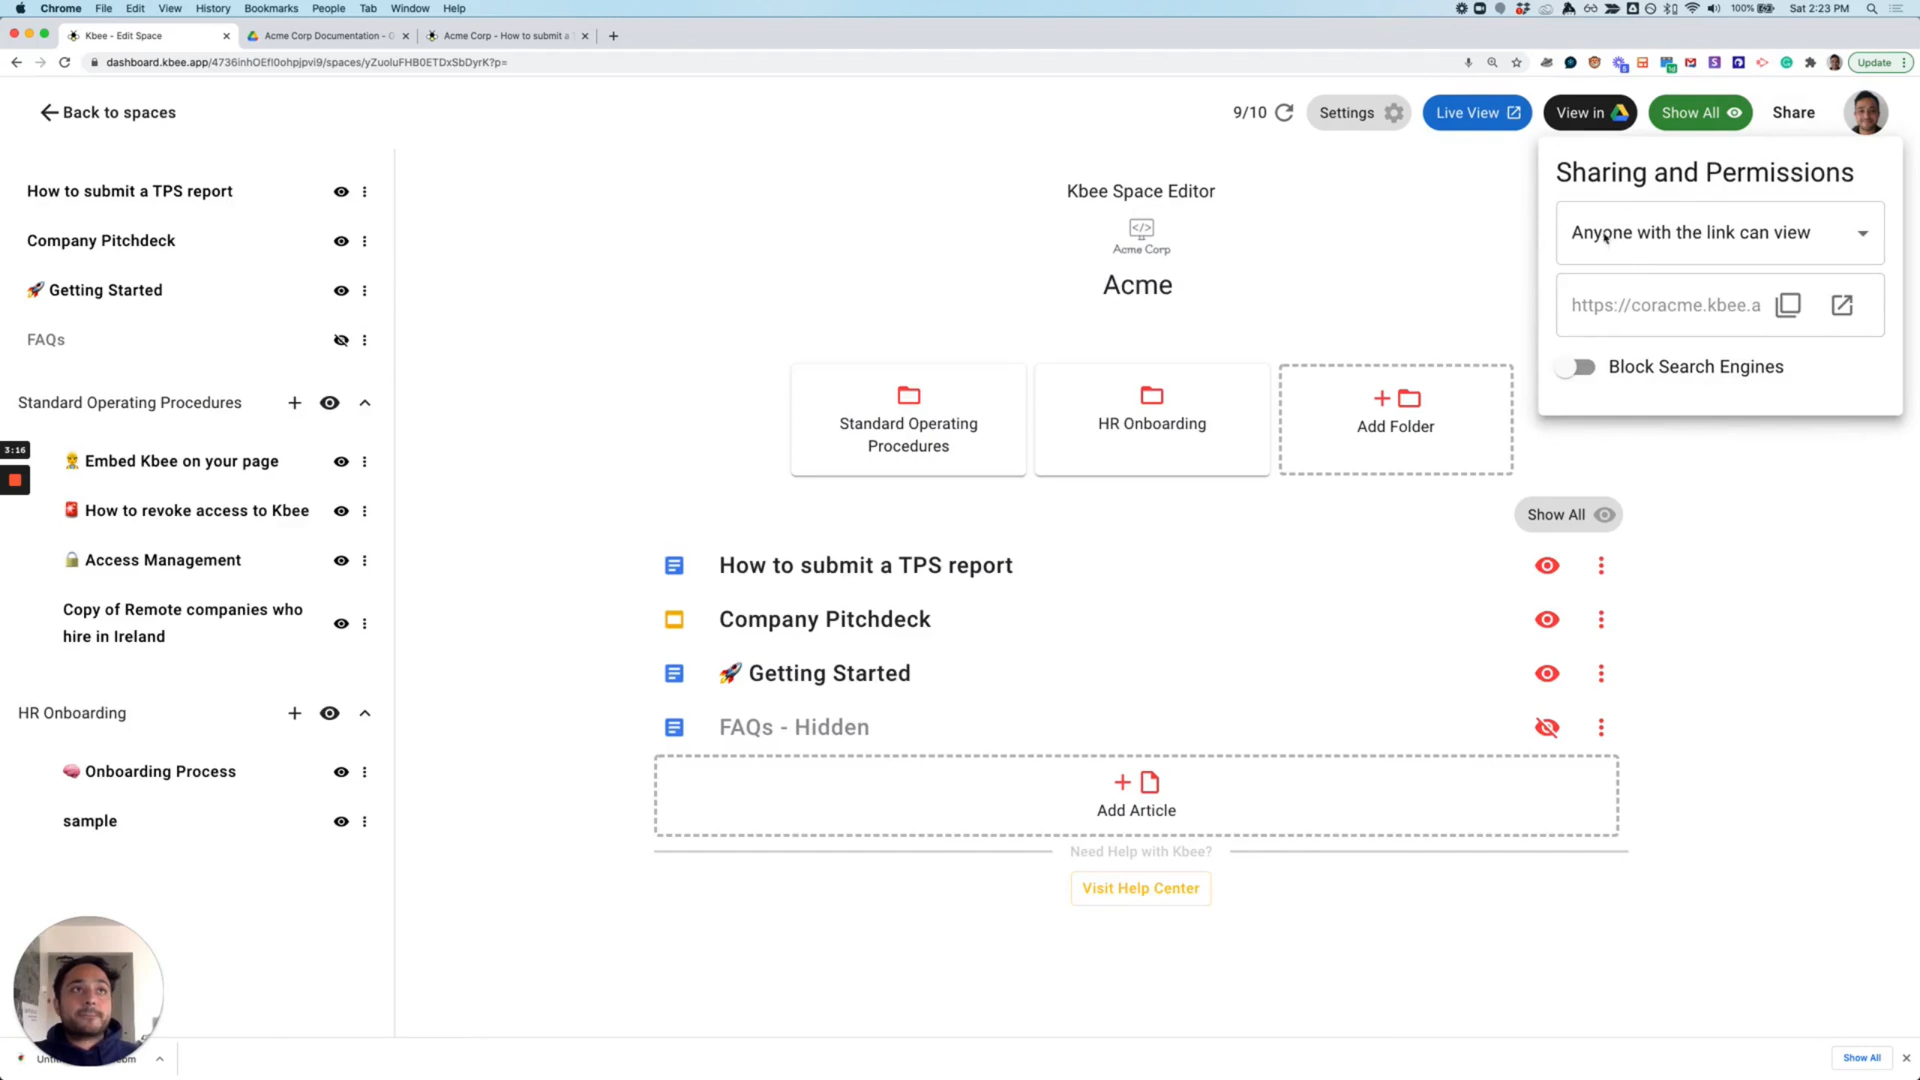 Chrome File Edit View History Bookmarks People Tab Window Help
100% Sat 2:23 PM
Kbee - Edit Space
Acme Corp Documentation - G
Acme Corp - How to submit a T
dashboard.kbee.app/4736inhOEfl0ohpjpvi9/spaces/yZuoluFHB0ETDxSbDyrK?p=
Update
Back to spaces
9/10
Settings
Live View
View in
Show All
Share
Sharing and Permissions
Anyone with the link can view
https://coracme.kbee.a
Block Search Engines
How to submit a TPS report
Company Pitchdeck
🚀 Getting Started
FAQs
Standard Operating Procedures
Embed Kbee on your page
How to revoke access to Kbee
🔒 Access Management
Copy of Remote companies who
hire in Ireland
HR Onboarding
🧠 Onboarding Process
sample
3:16
Kbee Space Editor
Acme Corp
Acme
Standard Operating
Procedures
HR Onboarding
Add Folder
Show All
How to submit a TPS report
Company Pitchdeck
🚀 Getting Started
FAQs - Hidden
Add Article
Need Help with Kbee?
Visit Help Center
Show All